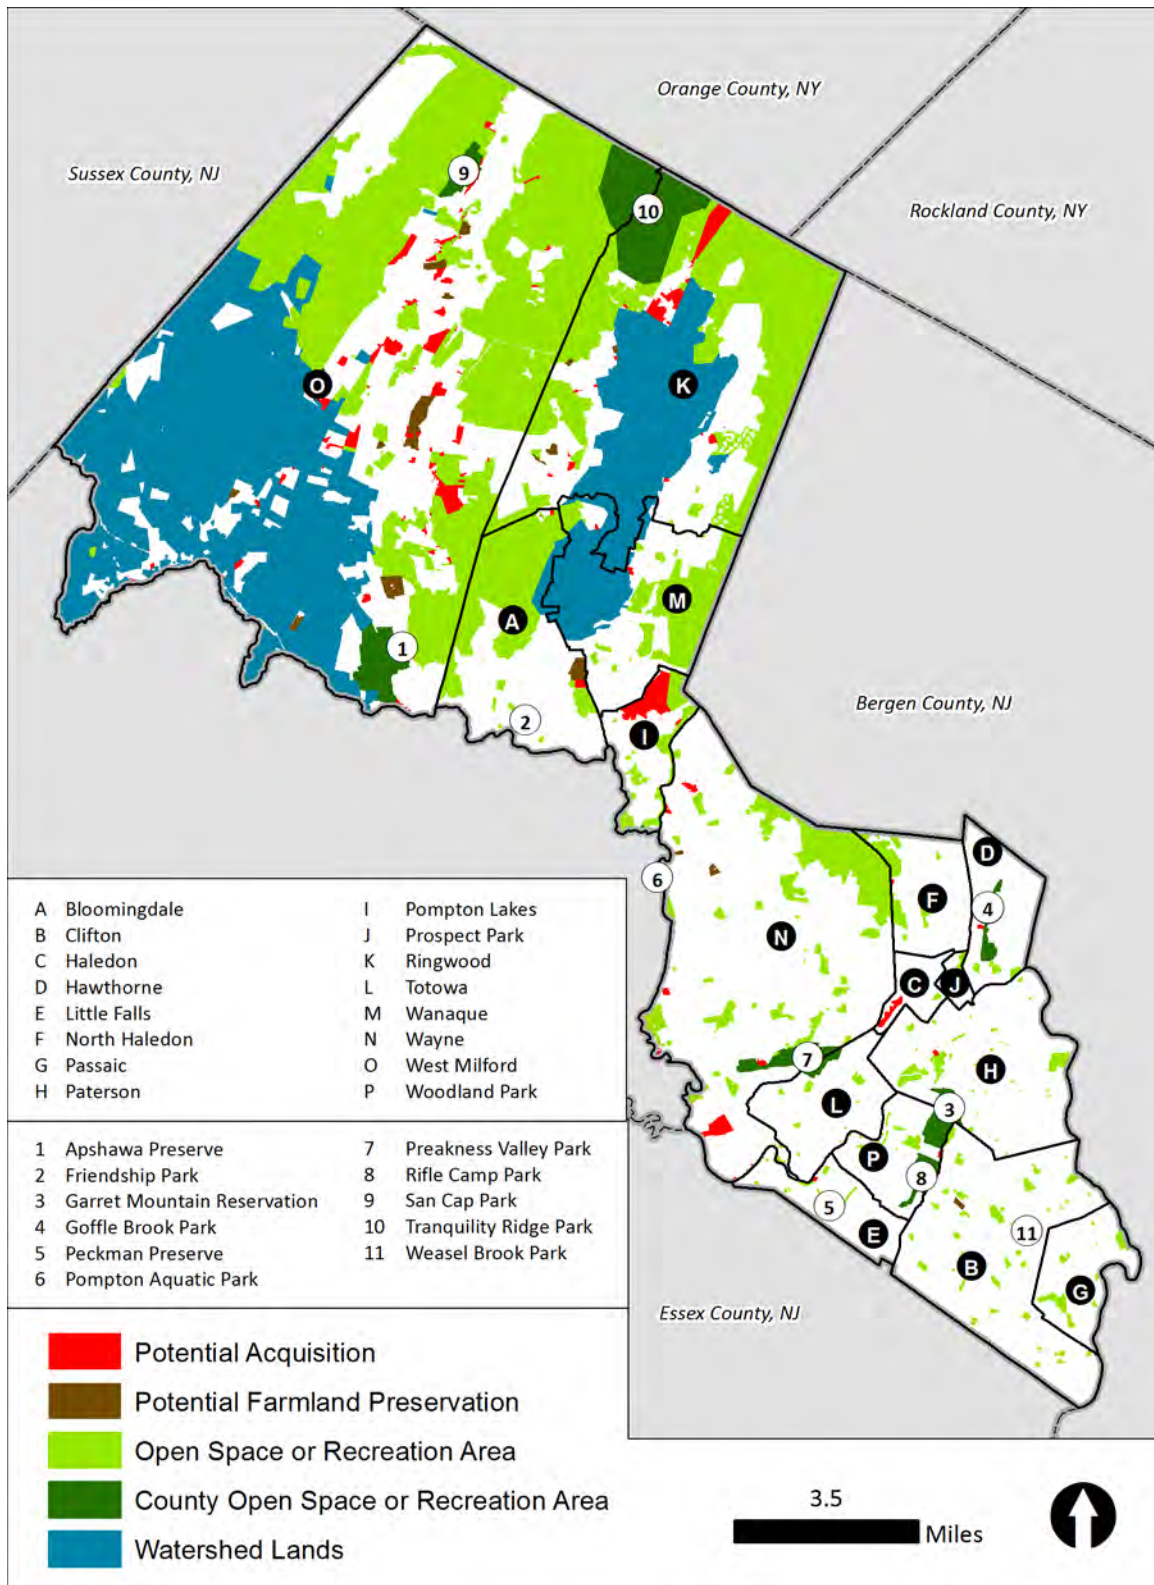 Orange County, NY
Sussex County, NJ
9
10
Rockland County, NY
O
K
A
M
1
2
I
Bergen County, NJ
D
6
F
4
N
C
J
7
H
L
3
P
8
5
E
11
B
G
Essex County, NJ
A Bloomingdale
B Clifton
C Haledon
D Hawthorne
E Little Falls
F North Haledon
G Passaic
H Paterson
I Pompton Lakes
J Prospect Park
K Ringwood
L Totowa
M Wanaque
N Wayne
O West Milford
P Woodland Park
1 Apshawa Preserve
2 Friendship Park
3 Garret Mountain Reservation
4 Goffle Brook Park
5 Peckman Preserve
6 Pompton Aquatic Park
7 Preakness Valley Park
8 Rifle Camp Park
9 San Cap Park
10 Tranquility Ridge Park
11 Weasel Brook Park
Potential Acquisition
Potential Farmland Preservation
Open Space or Recreation Area
County Open Space or Recreation Area
Watershed Lands
3.5
Miles